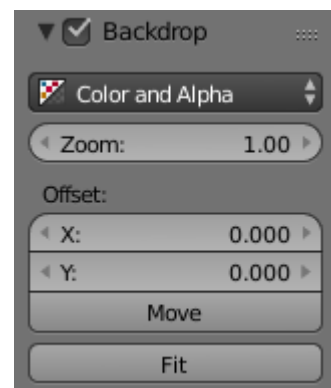 Backdrop
Color and Alpha
Zoom: 1.00
Offset:
X: 0.000
Y: 0.000
Move
Fit